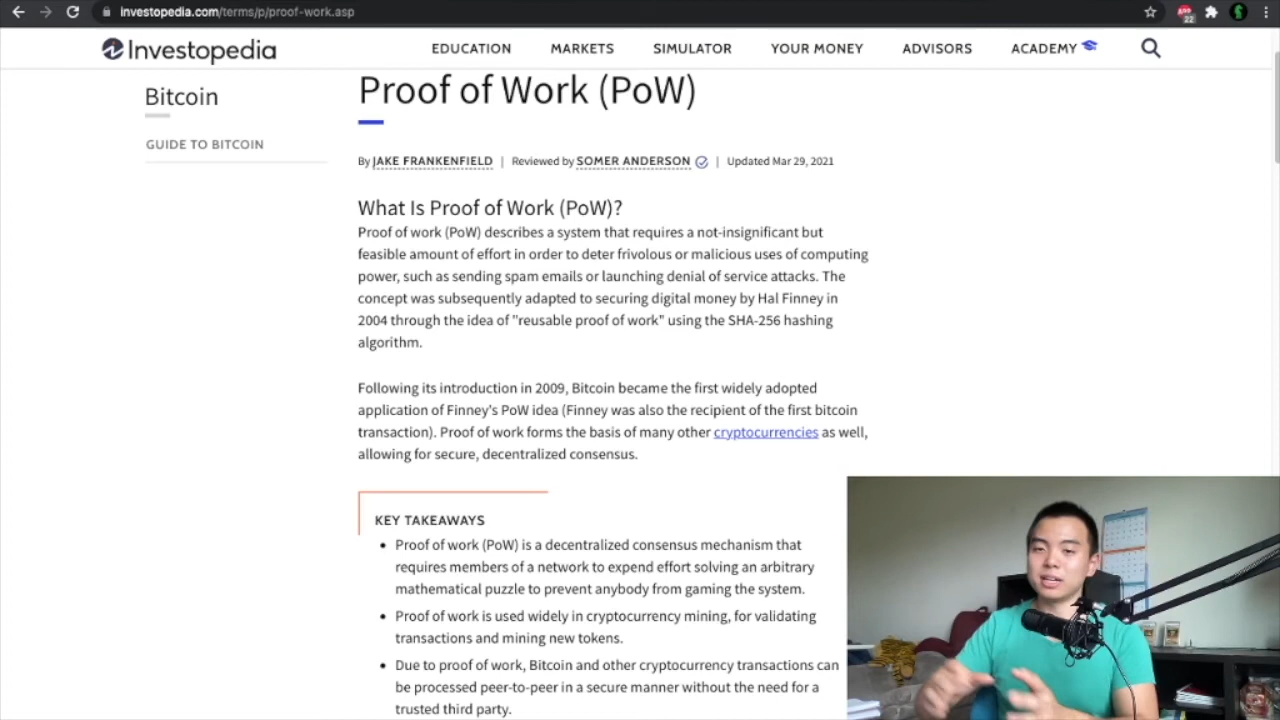 investopedia.com/terms/p/proof-work.asp
22
Investopedia
EDUCATION MARKETS SIMULATOR YOUR MONEY ADVISORS ACADEMY
Bitcoin
GUIDE TO BITCOIN
Proof of Work (PoW)
By JAKE FRANKENFIELD | Reviewed by SOMER ANDERSON | Updated Mar 29, 2021
What Is Proof of Work (PoW)?
Proof of work (PoW) describes a system that requires a not-insignificant but
feasible amount of effort in order to deter frivolous or malicious uses of computing
power, such as sending spam emails or launching denial of service attacks. The
concept was subsequently adapted to securing digital money by Hal Finney in
2004 through the idea of "reusable proof of work" using the SHA-256 hashing
algorithm.
Following its introduction in 2009, Bitcoin became the first widely adopted
application of Finney's PoW idea (Finney was also the recipient of the first bitcoin
transaction). Proof of work forms the basis of many other cryptocurrencies as well,
allowing for secure, decentralized consensus.
KEY TAKEAWAYS
• Proof of work (PoW) is a decentralized consensus mechanism that
requires members of a network to expend effort solving an arbitrary
mathematical puzzle to prevent anybody from gaming the system.
• Proof of work is used widely in cryptocurrency mining, for validating
transactions and mining new tokens.
• Due to proof of work, Bitcoin and other cryptocurrency transactions can
be processed peer-to-peer in a secure manner without the need for a
trusted third party.